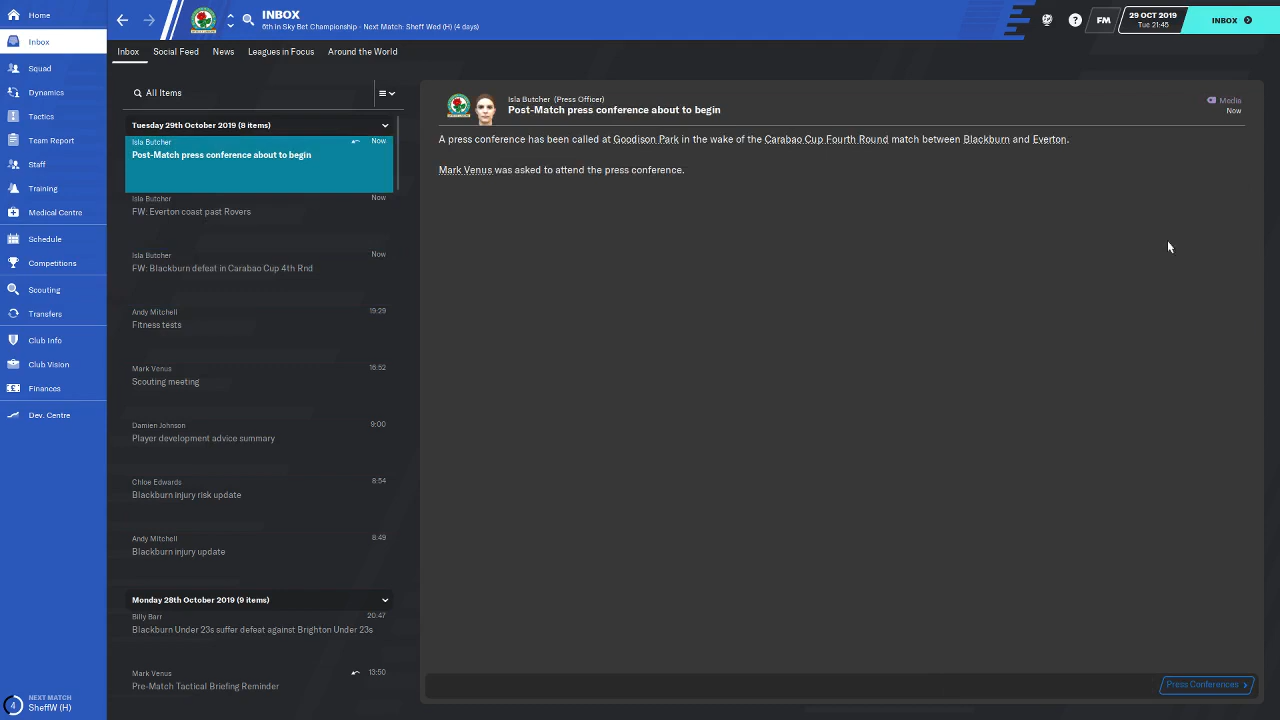 Home
Inbox
Squad
Dynamics
Tactics
Team Report
Staff
Training
Medical Centre
Schedule
Competitions
Scouting
Transfers
Club Info
Club Vision
Finances
Dev. Centre
4
NEXT MATCH
SheffW (H)
INBOX
6th in Sky Bet Championship - Next Match: Sheff Wed (H) (4 days)
?
FM
29 OCT 2019
Tue 21:45
INBOX
Inbox Social Feed News Leagues in Focus Around the World
All Items
Tuesday 29th October 2019 (8 items)
Isla Butcher Now
Post-Match press conference about to begin
Isla Butcher Now
FW: Everton coast past Rovers
Isla Butcher Now
FW: Blackburn defeat in Carabao Cup 4th Rnd
Andy Mitchell 19:29
Fitness tests
Mark Venus 16:52
Scouting meeting
Damien Johnson 9:00
Player development advice summary
Chloe Edwards 8:54
Blackburn injury risk update
Andy Mitchell 8:49
Blackburn injury update
Monday 28th October 2019 (9 items)
Billy Barr 20:47
Blackburn Under 23s suffer defeat against Brighton Under 23s
Mark Venus 13:50
Pre-Match Tactical Briefing Reminder
Isla Butcher (Press Officer)
Post-Match press conference about to begin
Media
Now
A press conference has been called at Goodison Park in the wake of the Carabao Cup Fourth Round match between Blackburn and Everton.
Mark Venus was asked to attend the press conference.
Press Conferences